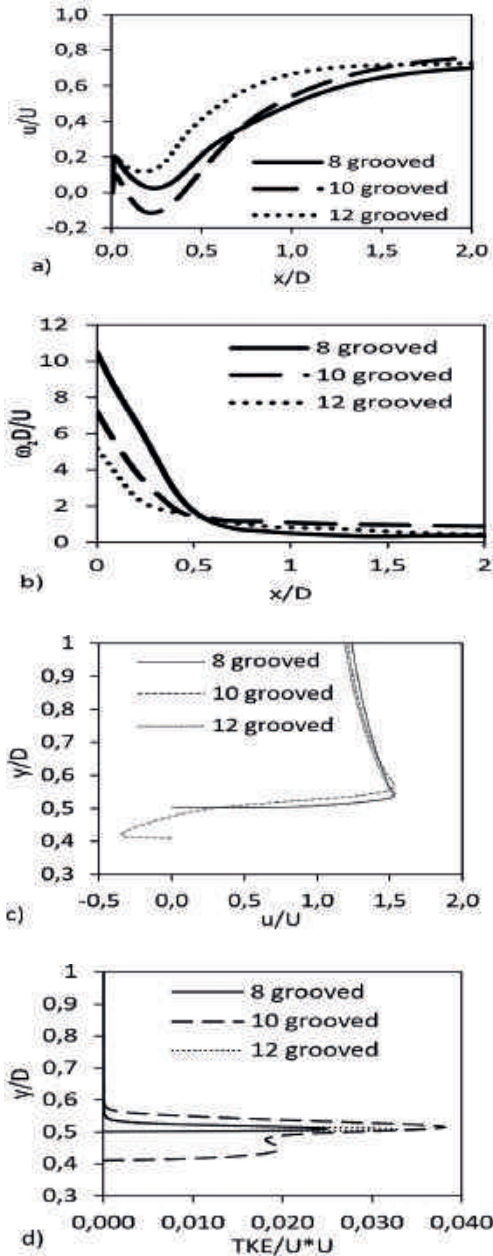 1,0
0,8
0,6
0,4
0,2
0,0
-0,2
u/U
8 grooved
10 grooved
12 grooved
0,0 0,5 1,0 1,5 2,0
x/D
a)
12
10
8
6
4
2
0
ω_zD/U
8 grooved
10 grooved
12 grooved
0 0,5 1 1,5 2
x/D
b)
1
0,9
0,8
0,7
0,6
0,5
0,4
0,3
y/D
8 grooved
10 grooved
12 grooved
-0,5 0,0 0,5 1,0 1,5 2,0
u/U
c)
1
0,9
0,8
0,7
0,6
0,5
0,4
0,3
y/D
8 grooved
10 grooved
12 grooved
0,000 0,010 0,020 0,030 0,040
TKE/U*U
d)